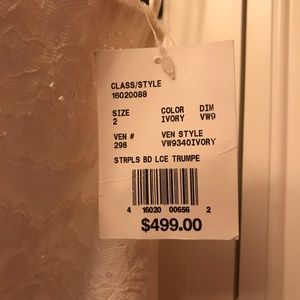 CLASS/STYLE
16020088
SIZE COLOR DIM
2 IVORY VW9
VEN # VEN STYLE
298 VW9340IVORY
STRPLS BD LCE TRUMPE
4 16020 00656 2
$499.00